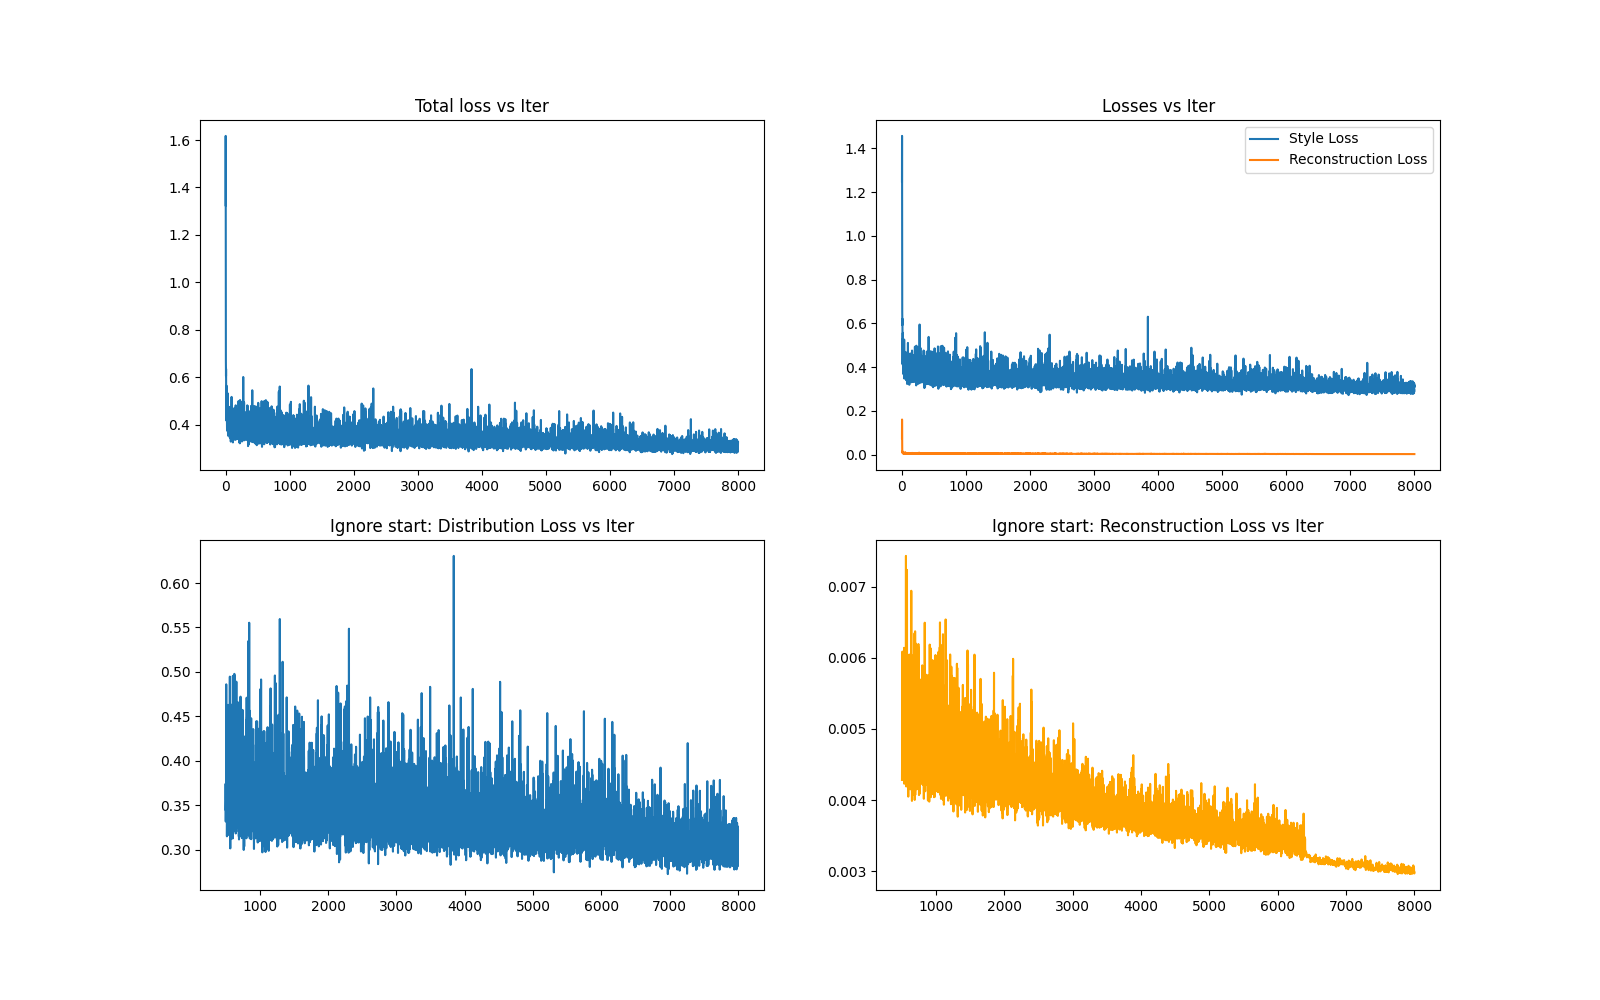 Total loss vs Iter
1.6
1.4
1.2
1.0
0.8
0.6
0.4
0 1000 2000 3000 4000 5000 6000 7000 8000
Losses vs Iter
Style Loss
Reconstruction Loss
1.4
1.2
1.0
0.8
0.6
0.4
0.2
0.0
0 1000 2000 3000 4000 5000 6000 7000 8000
Ignore start: Distribution Loss vs Iter
0.60
0.55
0.50
0.45
0.40
0.35
0.30
1000 2000 3000 4000 5000 6000 7000 8000
Ignore start: Reconstruction Loss vs Iter
0.007
0.006
0.005
0.004
0.003
1000 2000 3000 4000 5000 6000 7000 8000